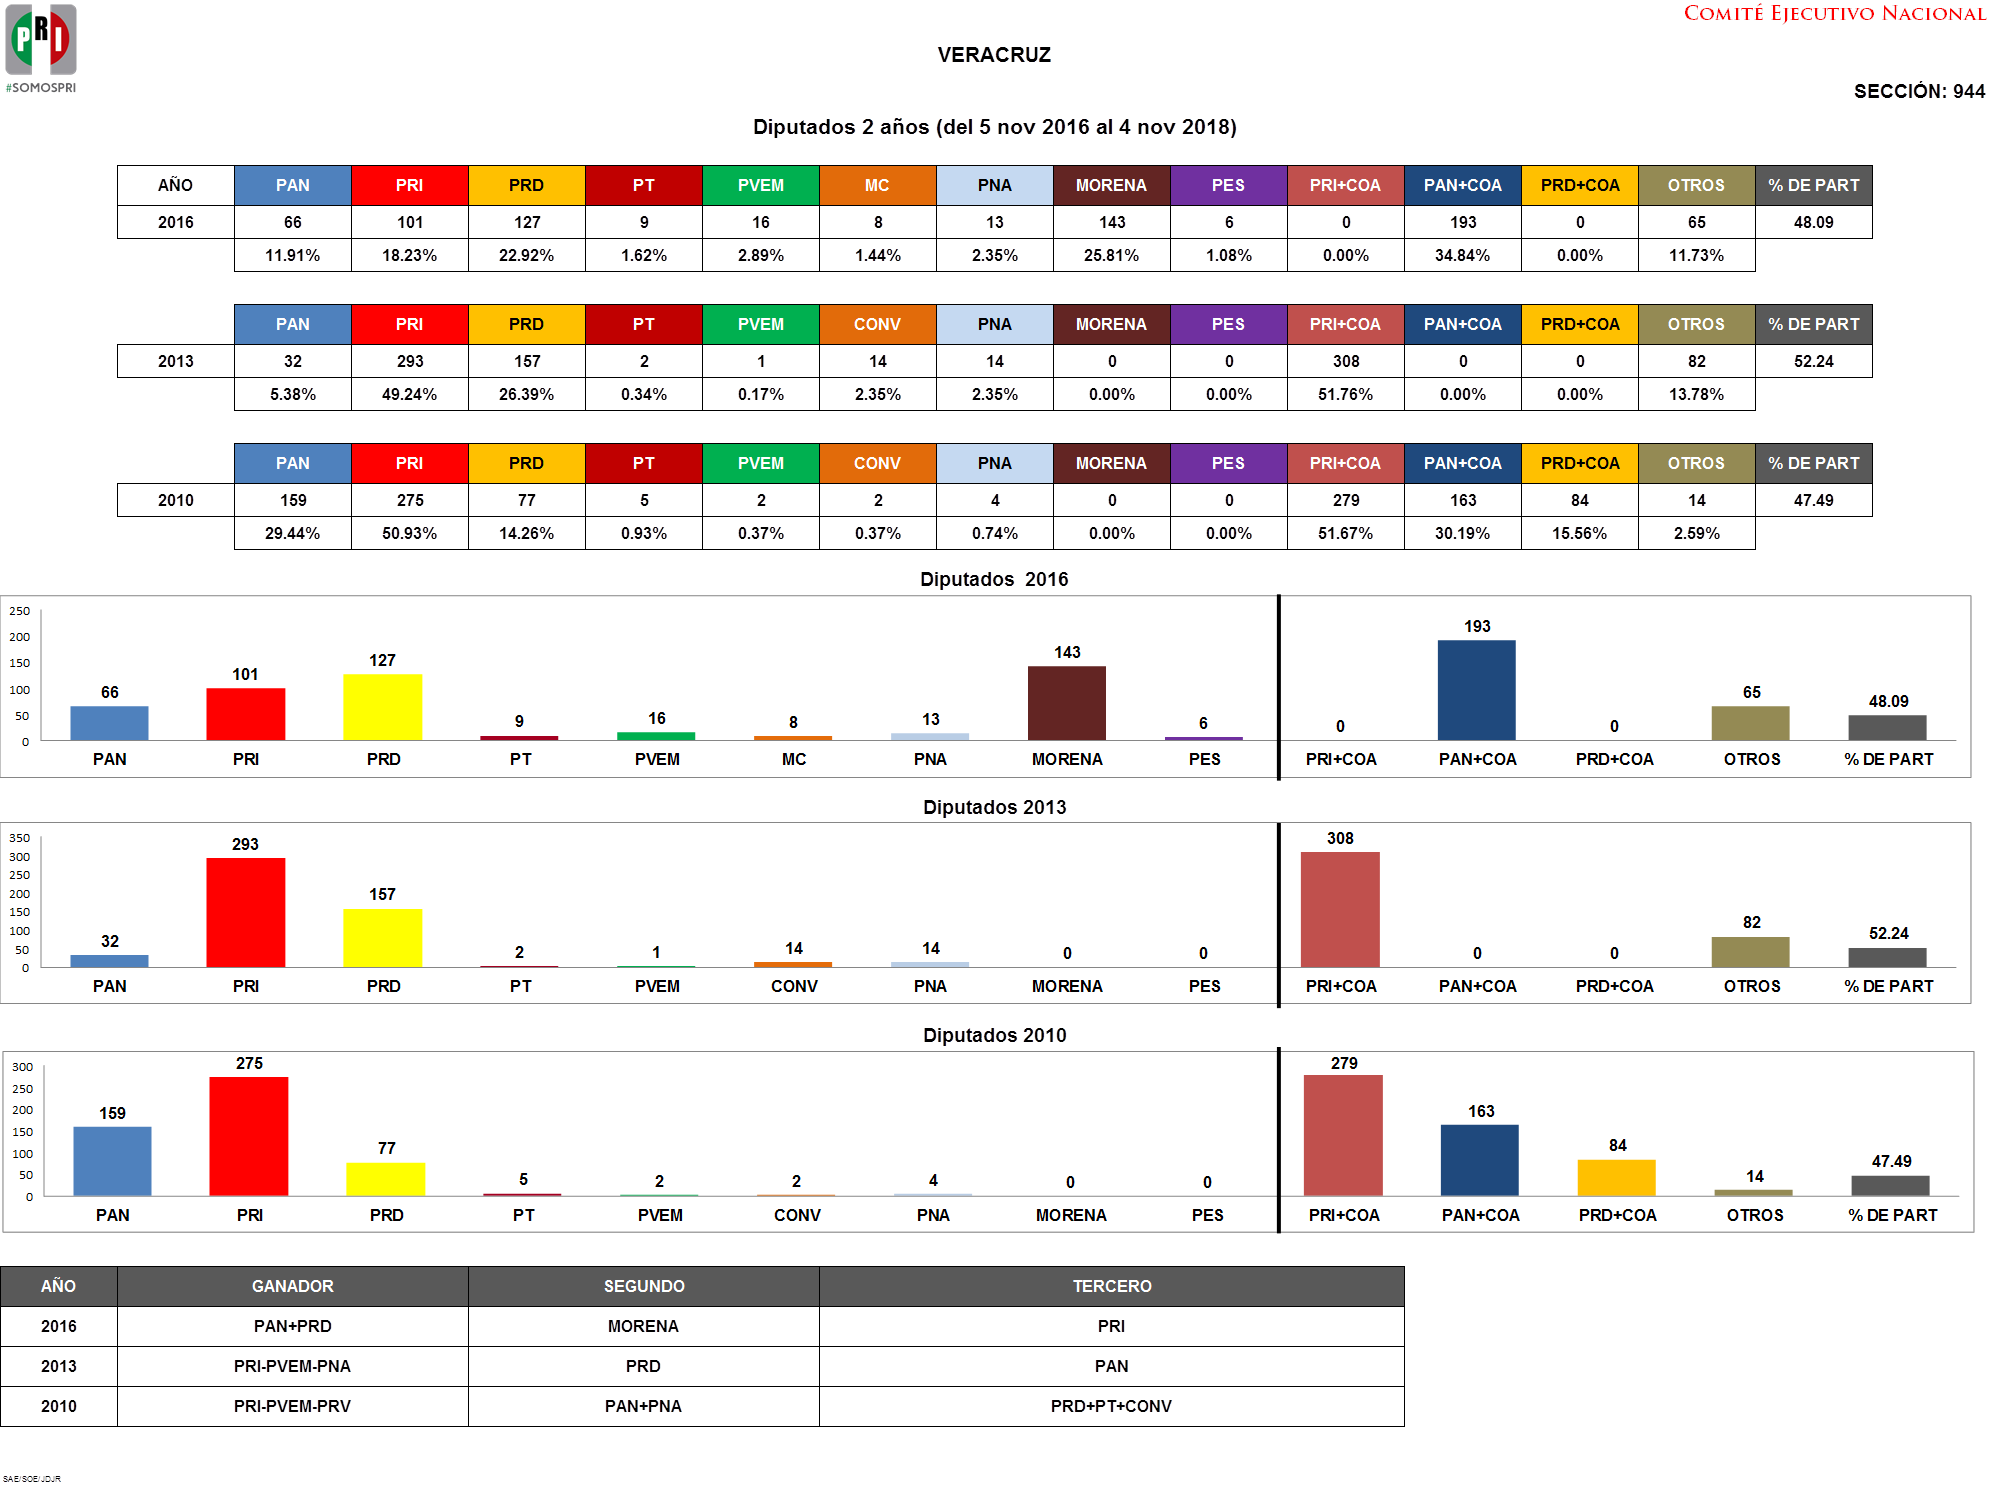 PRI
#SOMOSPRI
COMITÉ EJECUTIVO NACIONAL
VERACRUZ
SECCIÓN: 944
Diputados 2 años (del 5 nov 2016 al 4 nov 2018)
AÑO PAN PRI PRD PT PVEM MC PNA MORENA PES PRI+COA PAN+COA PRD+COA OTROS % DE PART
2016 66 101 127 9 16 8 13 143 6 0 193 0 65 48.09
11.91% 18.23% 22.92% 1.62% 2.89% 1.44% 2.35% 25.81% 1.08% 0.00% 34.84% 0.00% 11.73%
PAN PRI PRD PT PVEM CONV PNA MORENA PES PRI+COA PAN+COA PRD+COA OTROS % DE PART
2013 32 293 157 2 1 14 14 0 0 308 0 0 82 52.24
5.38% 49.24% 26.39% 0.34% 0.17% 2.35% 2.35% 0.00% 0.00% 51.76% 0.00% 0.00% 13.78%
PAN PRI PRD PT PVEM CONV PNA MORENA PES PRI+COA PAN+COA PRD+COA OTROS % DE PART
2010 159 275 77 5 2 2 4 0 0 279 163 84 14 47.49
29.44% 50.93% 14.26% 0.93% 0.37% 0.37% 0.74% 0.00% 0.00% 51.67% 30.19% 15.56% 2.59%
Diputados 2016
250
200
150
100
50
0
66 101 127 9 16 8 13 143 6 0 193 0 65 48.09
PAN PRI PRD PT PVEM MC PNA MORENA PES PRI+COA PAN+COA PRD+COA OTROS % DE PART
Diputados 2013
350
300
250
200
150
100
50
0
32 293 157 2 1 14 14 0 0 308 0 0 82 52.24
PAN PRI PRD PT PVEM CONV PNA MORENA PES PRI+COA PAN+COA PRD+COA OTROS % DE PART
Diputados 2010
300
250
200
150
100
50
0
159 275 77 5 2 2 4 0 0 279 163 84 14 47.49
PAN PRI PRD PT PVEM CONV PNA MORENA PES PRI+COA PAN+COA PRD+COA OTROS % DE PART
AÑO GANADOR SEGUNDO TERCERO
2016 PAN+PRD MORENA PRI
2013 PRI-PVEM-PNA PRD PAN
2010 PRI-PVEM-PRV PAN+PNA PRD+PT+CONV
SAE/SOE/JDJR